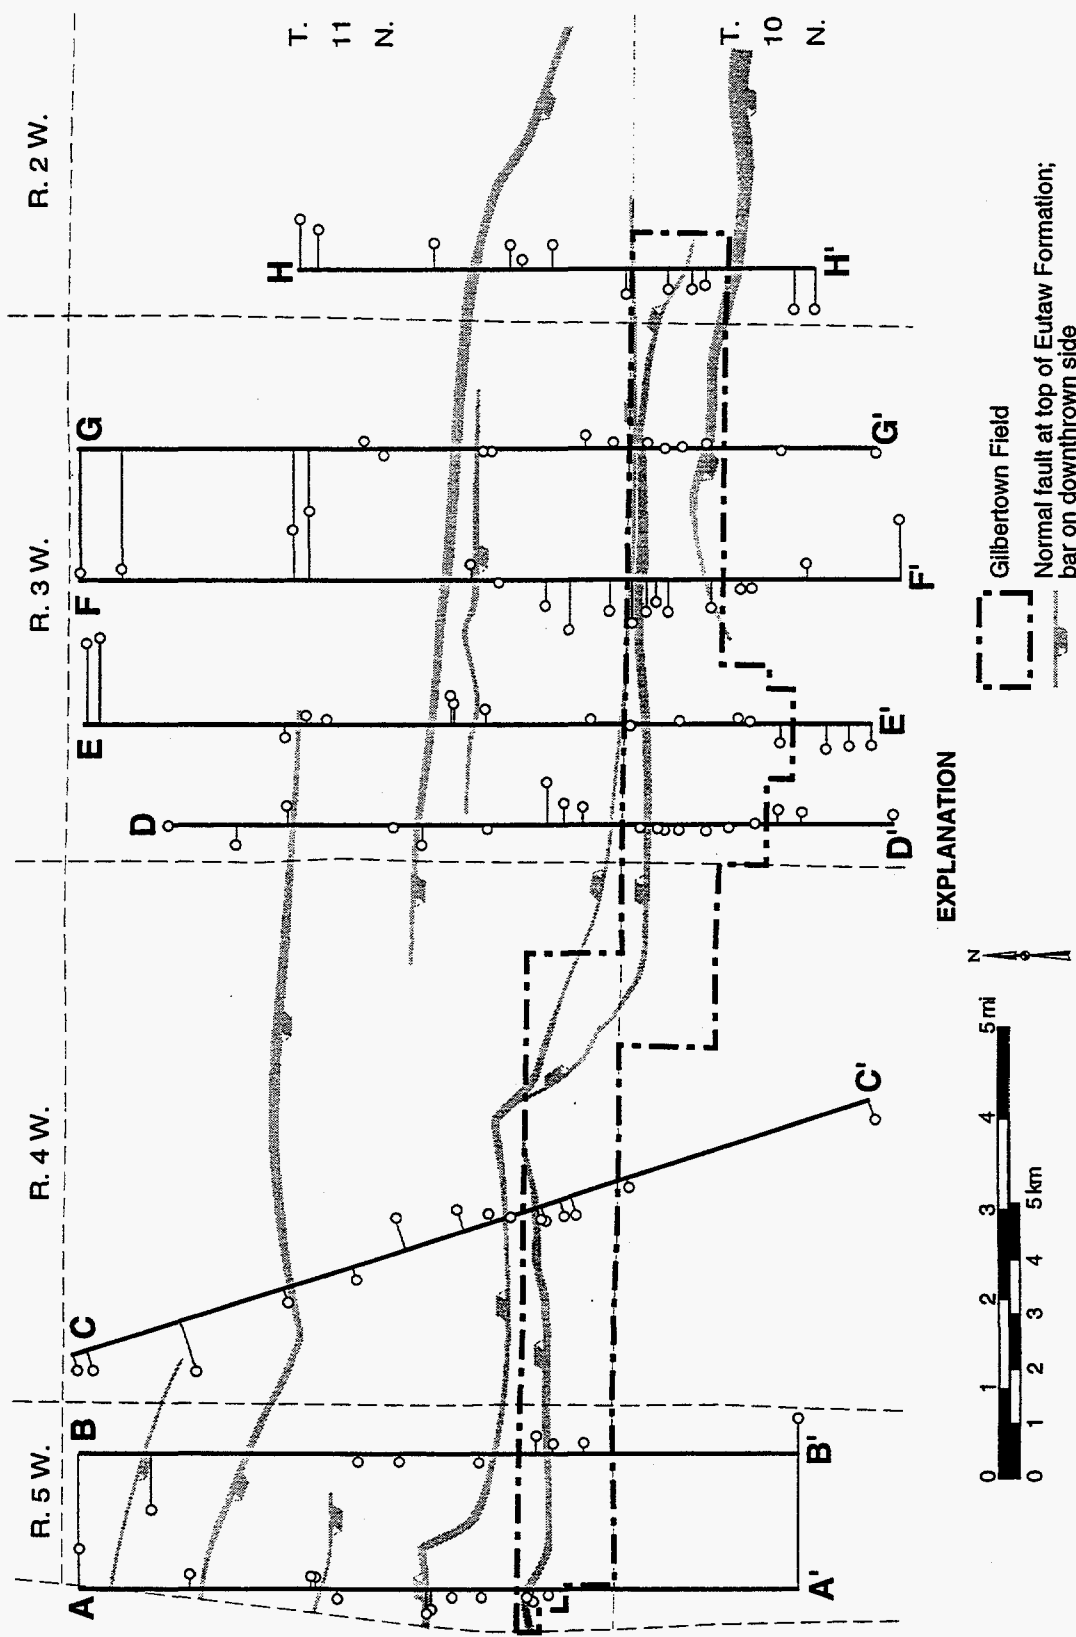 R. 5 W.
R. 4 W.
R. 3 W.
R. 2 W.
T.
11
N.
T.
10
N.
A
B
C
D
E
F
G
H
A'
B'
C'
D'
E'
F'
G'
H'
EXPLANATION
Gilbertown Field
Normal fault at top of Eutaw Formation;
bar on downthrown side
N
0 1 2 3 4 5 mi
0 1 2 3 4 5 km